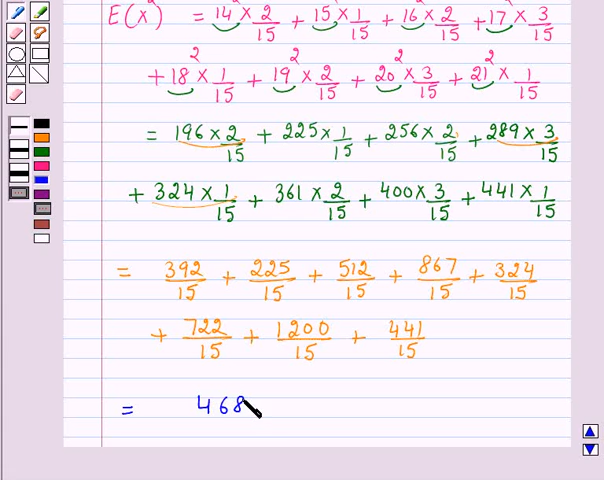 E(x²) = 14² × 2/15 + 15² × 1/15 + 16² × 2/15 + 17² × 3/15
+ 18² × 1/15 + 19² × 2/15 + 20² × 3/15 + 21² × 1/15
= 196 × 2/15 + 225 × 1/15 + 256 × 2/15 + 289 × 3/15
+ 324 × 1/15 + 361 × 2/15 + 400 × 3/15 + 441 × 1/15
= 392/15 + 225/15 + 512/15 + 867/15 + 324/15
+ 722/15 + 1200/15 + 441/15
= 468